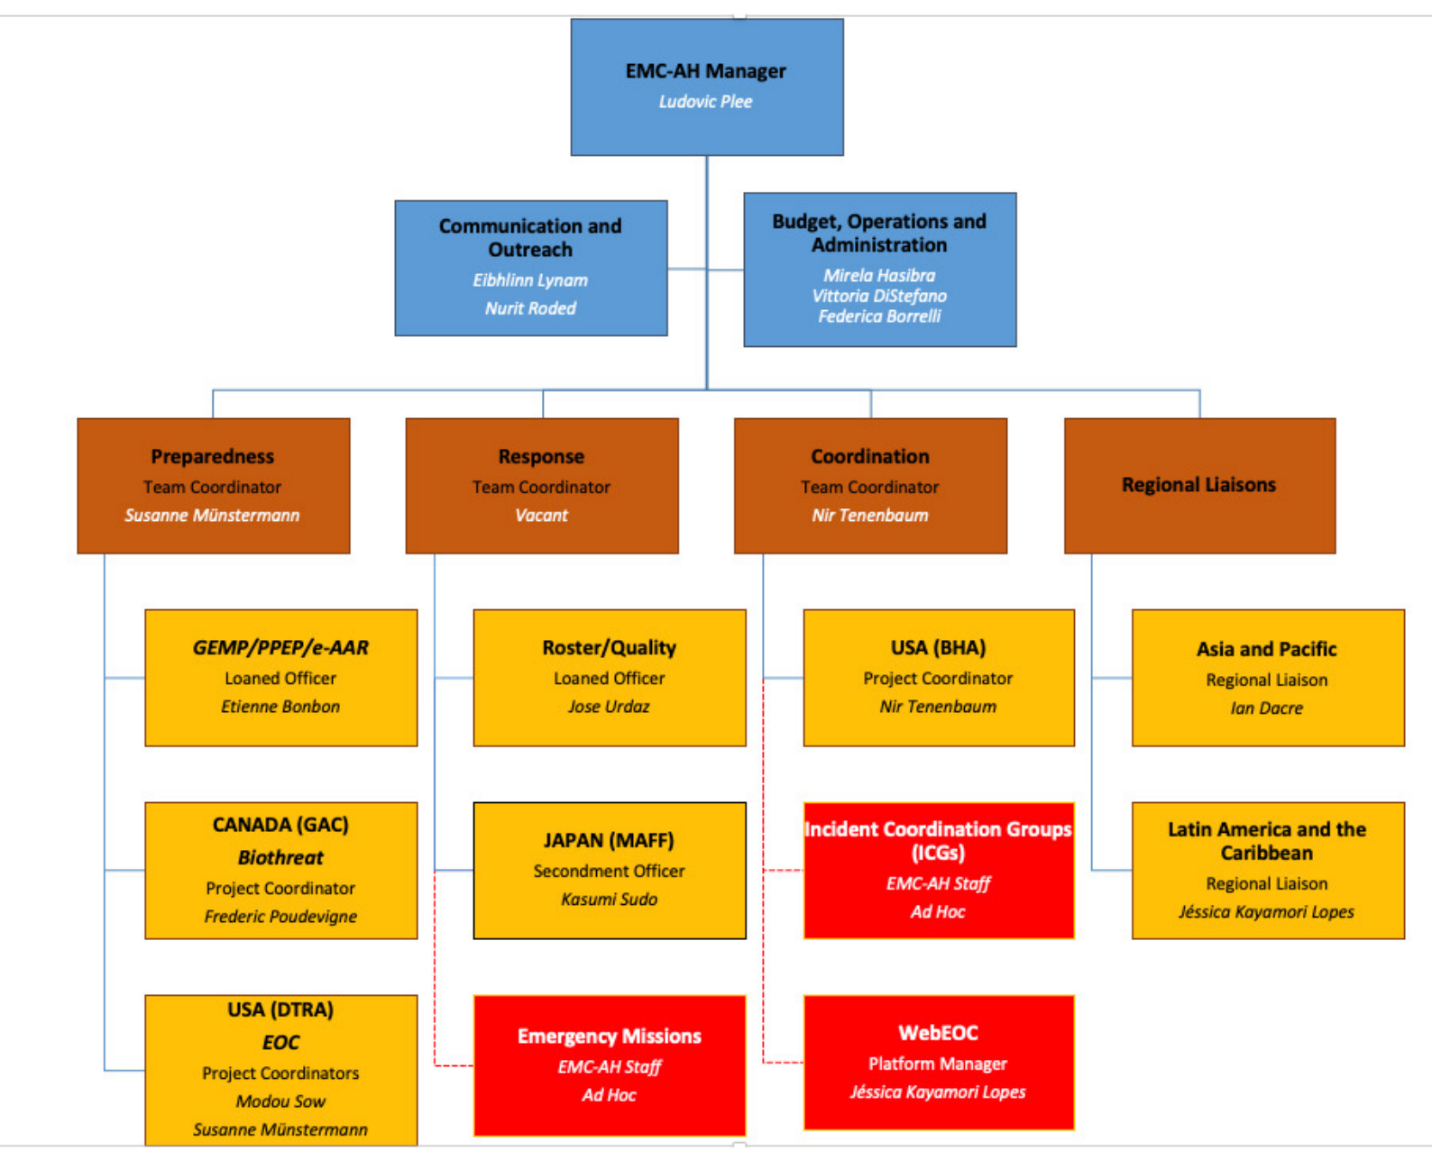 EMC-AH Manager
Ludovic Plee
Communication and
Outreach
Eibhlinn Lynam
Nurit Roded
Budget, Operations and
Administration
Mirela Hasibra
Vittoria DiStefano
Federica Borrelli
Preparedness
Team Coordinator
Susanne Münstermann
Response
Team Coordinator
Vacant
Coordination
Team Coordinator
Nir Tenenbaum
Regional Liaisons
GEMP/PPEP/e-AAR
Loaned Officer
Etienne Bonbon
Roster/Quality
Loaned Officer
Jose Urdaz
USA (BHA)
Project Coordinator
Nir Tenenbaum
Asia and Pacific
Regional Liaison
Ian Dacre
CANADA (GAC)
Biothreat
Project Coordinator
Frederic Poudevigne
JAPAN (MAFF)
Secondment Officer
Kasumi Sudo
Incident Coordination Groups
(ICGs)
EMC-AH Staff
Ad Hoc
Latin America and the
Caribbean
Regional Liaison
Jéssica Kayamori Lopes
USA (DTRA)
EOC
Project Coordinators
Modou Sow
Susanne Münstermann
Emergency Missions
EMC-AH Staff
Ad Hoc
WebEOC
Platform Manager
Jéssica Kayamori Lopes